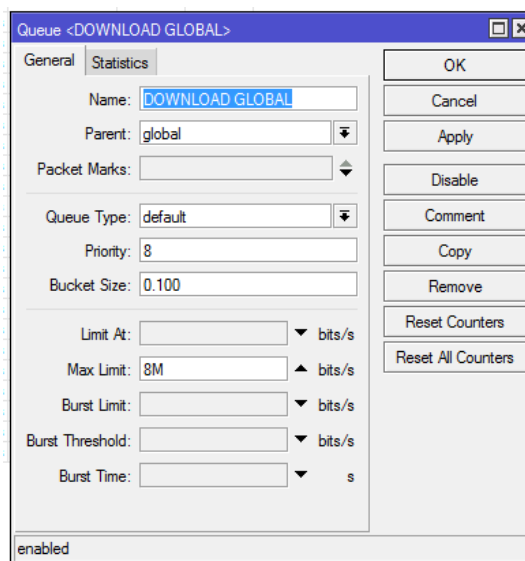 Queue <DOWNLOAD GLOBAL>
General Statistics
Name: DOWNLOAD GLOBAL
Parent: global
Packet Marks:
Queue Type: default
Priority: 8
Bucket Size: 0.100
Limit At: bits/s
Max Limit: 8M bits/s
Burst Limit: bits/s
Burst Threshold: bits/s
Burst Time: s
enabled
OK
Cancel
Apply
Disable
Comment
Copy
Remove
Reset Counters
Reset All Counters